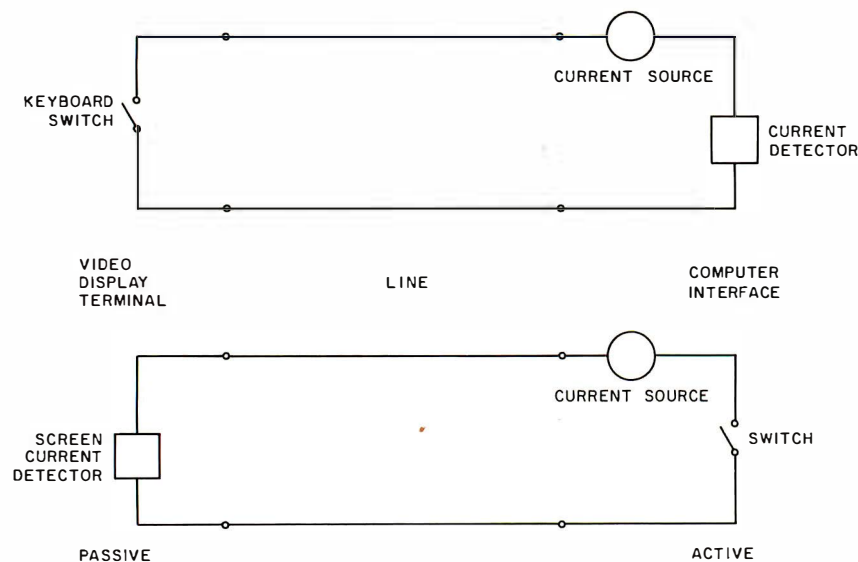 CURRENT SOURCE
KEYBOARD
SWITCH
CURRENT
DETECTOR
VIDEO
DISPLAY
TERMINAL
LINE
COMPUTER
INTERFACE
CURRENT SOURCE
SCREEN
CURRENT
DETECTOR
SWITCH
PASSIVE
ACTIVE